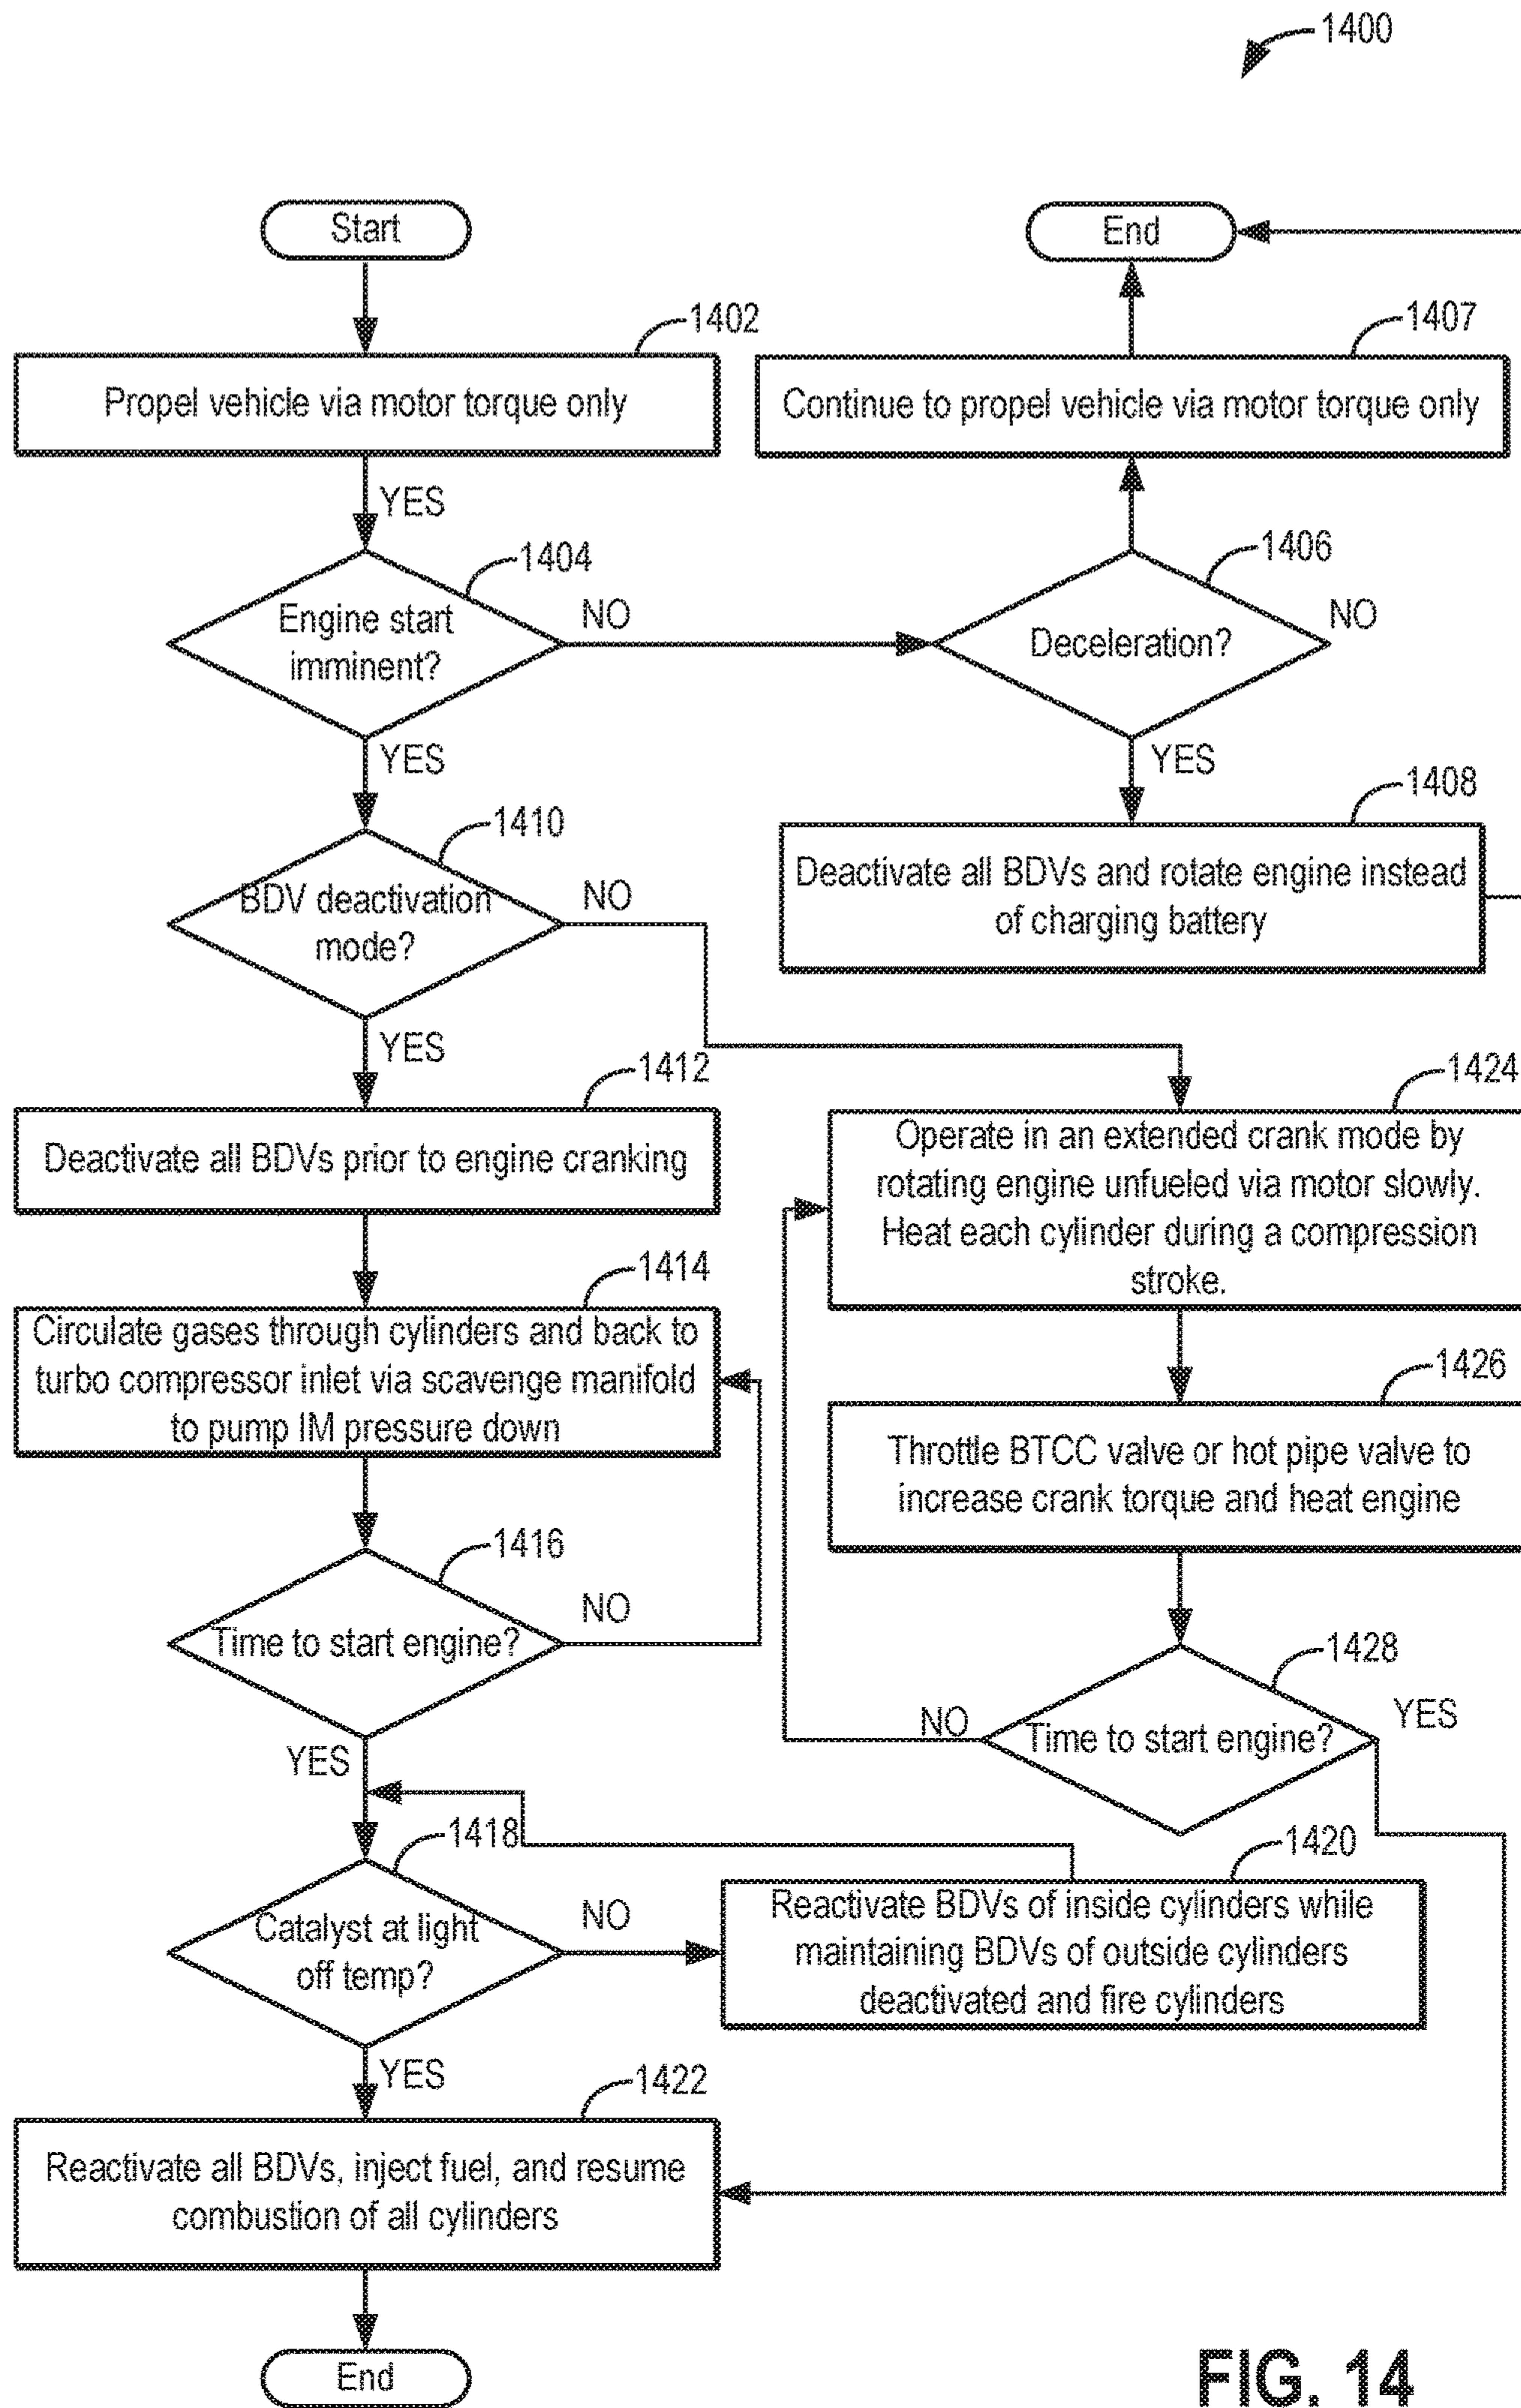 1400
Start
End
1402
1407
Propel vehicle via motor torque only
Continue to propel vehicle via motor torque only
YES
1404
1406
Engine start
imminent?
NO
Deceleration?
NO
YES
YES
1408
1410
Deactivate all BDVs and rotate engine instead
of charging battery
BDV deactivation
mode?
NO
YES
1412
1424
Deactivate all BDVs prior to engine cranking
Operate in an extended crank mode by
rotating engine unfueled via motor slowly.
Heat each cylinder during a compression
stroke.
1414
Circulate gases through cylinders and back to
turbo compressor inlet via scavenge manifold
to pump IM pressure down
1426
Throttle BTCC valve or hot pipe valve to
increase crank torque and heat engine
1416
Time to start engine?
NO
1428
YES
NO
Time to start engine?
YES
1418
1420
Catalyst at light
off temp?
NO
Reactivate BDVs of inside cylinders while
maintaining BDVs of outside cylinders
deactivated and fire cylinders
YES
1422
Reactivate all BDVs, inject fuel, and resume
combustion of all cylinders
End
FIG. 14